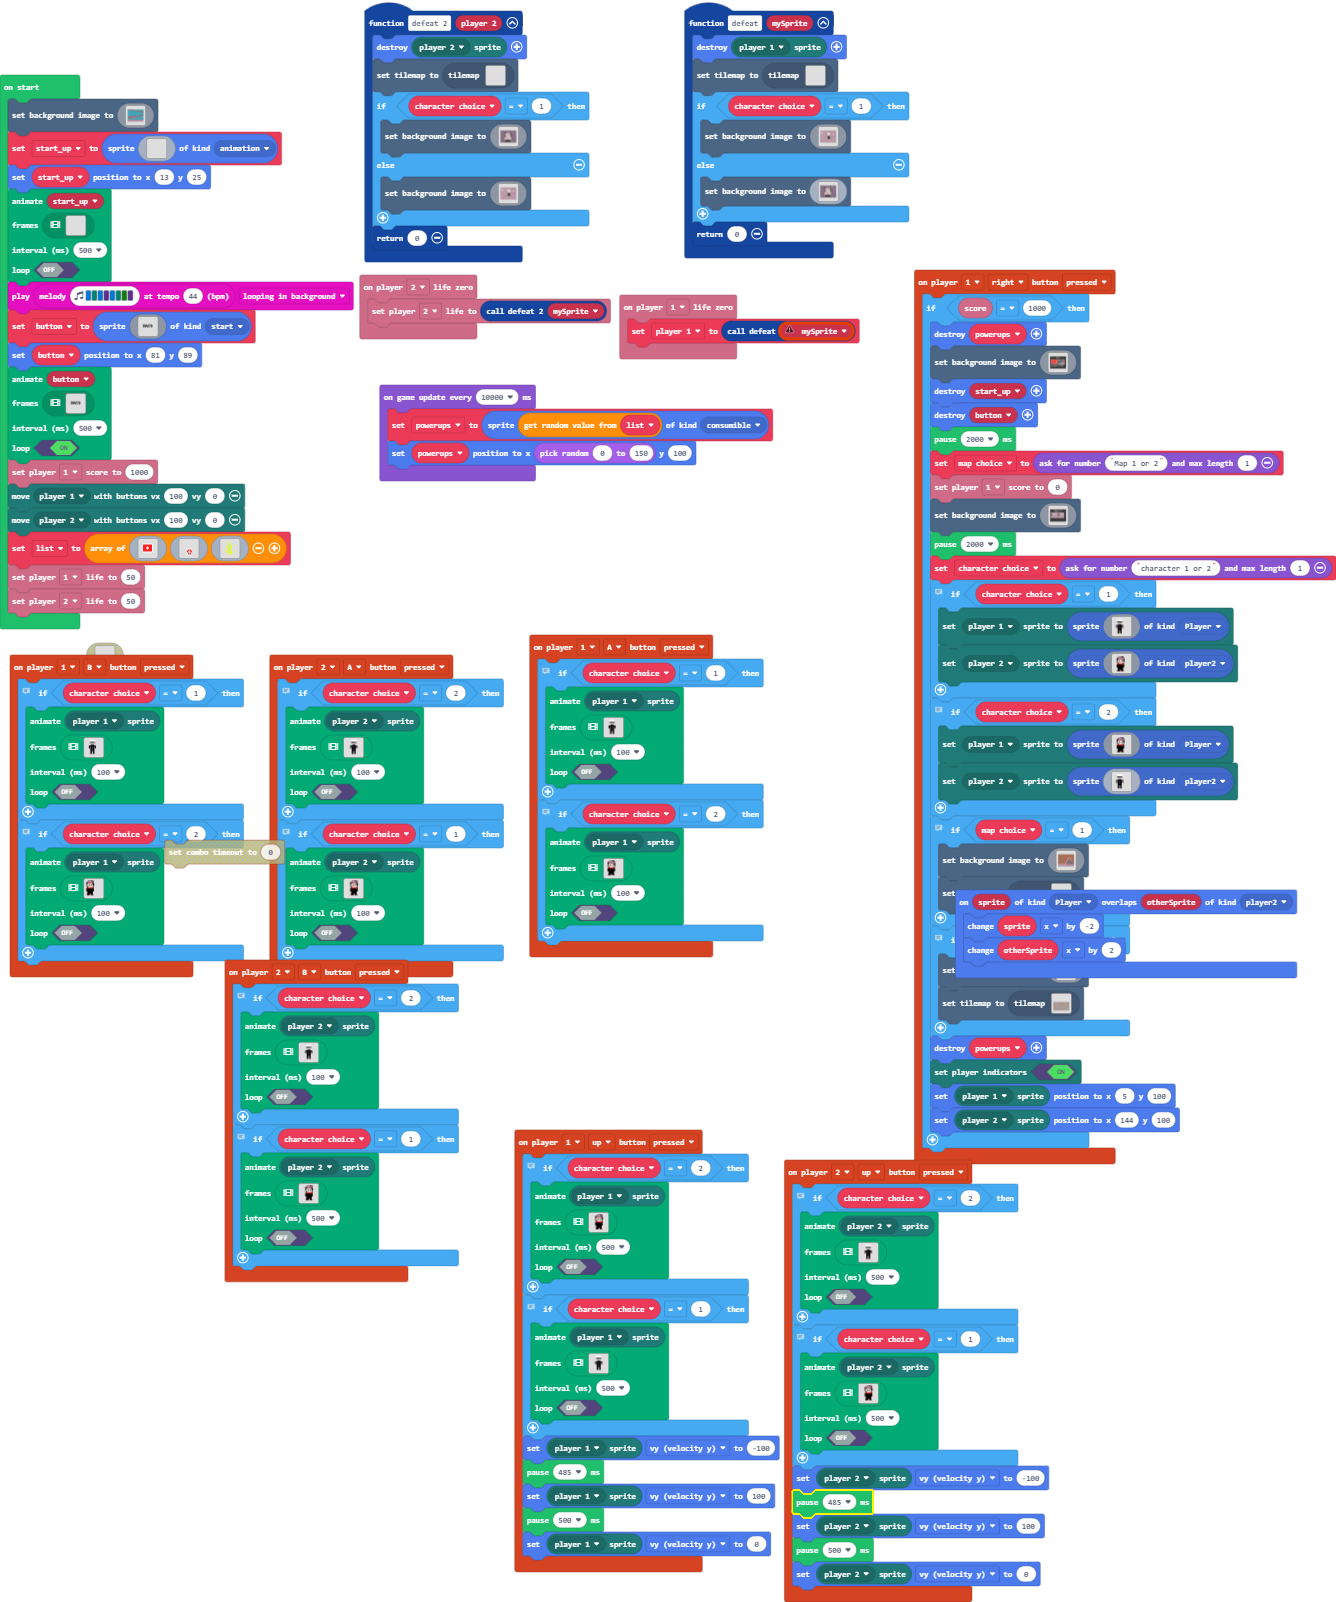 function defeat 2 player 2
destroy player 2 sprite
set tilemap to tilemap
if character choice = 1 then
set background image to
else
set background image to
return 0
function defeat mySprite
destroy player 1 sprite
set tilemap to tilemap
if character choice = 1 then
set background image to
else
set background image to
return 0
on start
set background image to
set start_up to sprite of kind animation
set start_up position to x 13 y 25
animate start_up
frames
interval (ms) 500
loop OFF
play melody at tempo 44 (bpm) looping in background
set button to sprite of kind start
set button position to x 81 y 89
animate button
frames
interval (ms) 500
loop ON
set player 1 score to 1000
move player 1 with buttons vx 100 vy 0
move player 2 with buttons vx 100 vy 0
set list to array of
set player 1 life to 50
set player 2 life to 50
on player 2 life zero
set player 2 life to call defeat 2 mySprite
on player 1 life zero
set player 1 to call defeat mySprite
on game update every 10000 ms
set powerups to sprite get random value from list of kind consumible
set powerups position to x pick random 0 to 150 y 100
on player 1 right button pressed
if score = 1000 then
destroy powerups
set background image to
destroy start_up
destroy button
pause 2000 ms
set map choice to ask for number "Map 1 or 2" and max length 1
set player 1 score to 0
set background image to
pause 2000 ms
set character choice to ask for number "character 1 or 2" and max length 1
if character choice = 1 then
set player 1 sprite to sprite of kind Player
set player 2 sprite to sprite of kind player2
if character choice = 2 then
set player 1 sprite to sprite of kind Player
set player 2 sprite to sprite of kind player2
if map choice = 1 then
set background image to
set
on sprite of kind Player overlaps otherSprite of kind player2
change sprite x by -2
change otherSprite x by 2
set
set tilemap to tilemap
destroy powerups
set player indicators ON
set player 1 sprite position to x 5 y 100
set player 2 sprite position to x 144 y 100
on player 1 B button pressed
if character choice = 1 then
animate player 1 sprite
frames
interval (ms) 100
loop OFF
if character choice = 2 then
animate player 1 sprite
frames
interval (ms) 100
loop OFF
set combo timeout to 0
on player 2 A button pressed
if character choice = 2 then
animate player 2 sprite
frames
interval (ms) 100
loop OFF
if character choice = 1 then
animate player 2 sprite
frames
interval (ms) 100
loop OFF
on player 1 A button pressed
if character choice = 1 then
animate player 1 sprite
frames
interval (ms) 100
loop OFF
if character choice = 2 then
animate player 1 sprite
frames
interval (ms) 100
loop OFF
on player 2 B button pressed
if character choice = 2 then
animate player 2 sprite
frames
interval (ms) 100
loop OFF
if character choice = 1 then
animate player 2 sprite
frames
interval (ms) 500
loop OFF
on player 1 up button pressed
if character choice = 2 then
animate player 1 sprite
frames
interval (ms) 500
loop OFF
if character choice = 1 then
animate player 1 sprite
frames
interval (ms) 500
loop OFF
set player 1 sprite vy (velocity y) to -100
pause 485 ms
set player 1 sprite vy (velocity y) to 100
pause 500 ms
set player 1 sprite vy (velocity y) to 0
on player 2 up button pressed
if character choice = 2 then
animate player 2 sprite
frames
interval (ms) 500
loop OFF
if character choice = 1 then
animate player 2 sprite
frames
interval (ms) 500
loop OFF
set player 2 sprite vy (velocity y) to -100
pause 485 ms
set player 2 sprite vy (velocity y) to 100
pause 500 ms
set player 2 sprite vy (velocity y) to 0